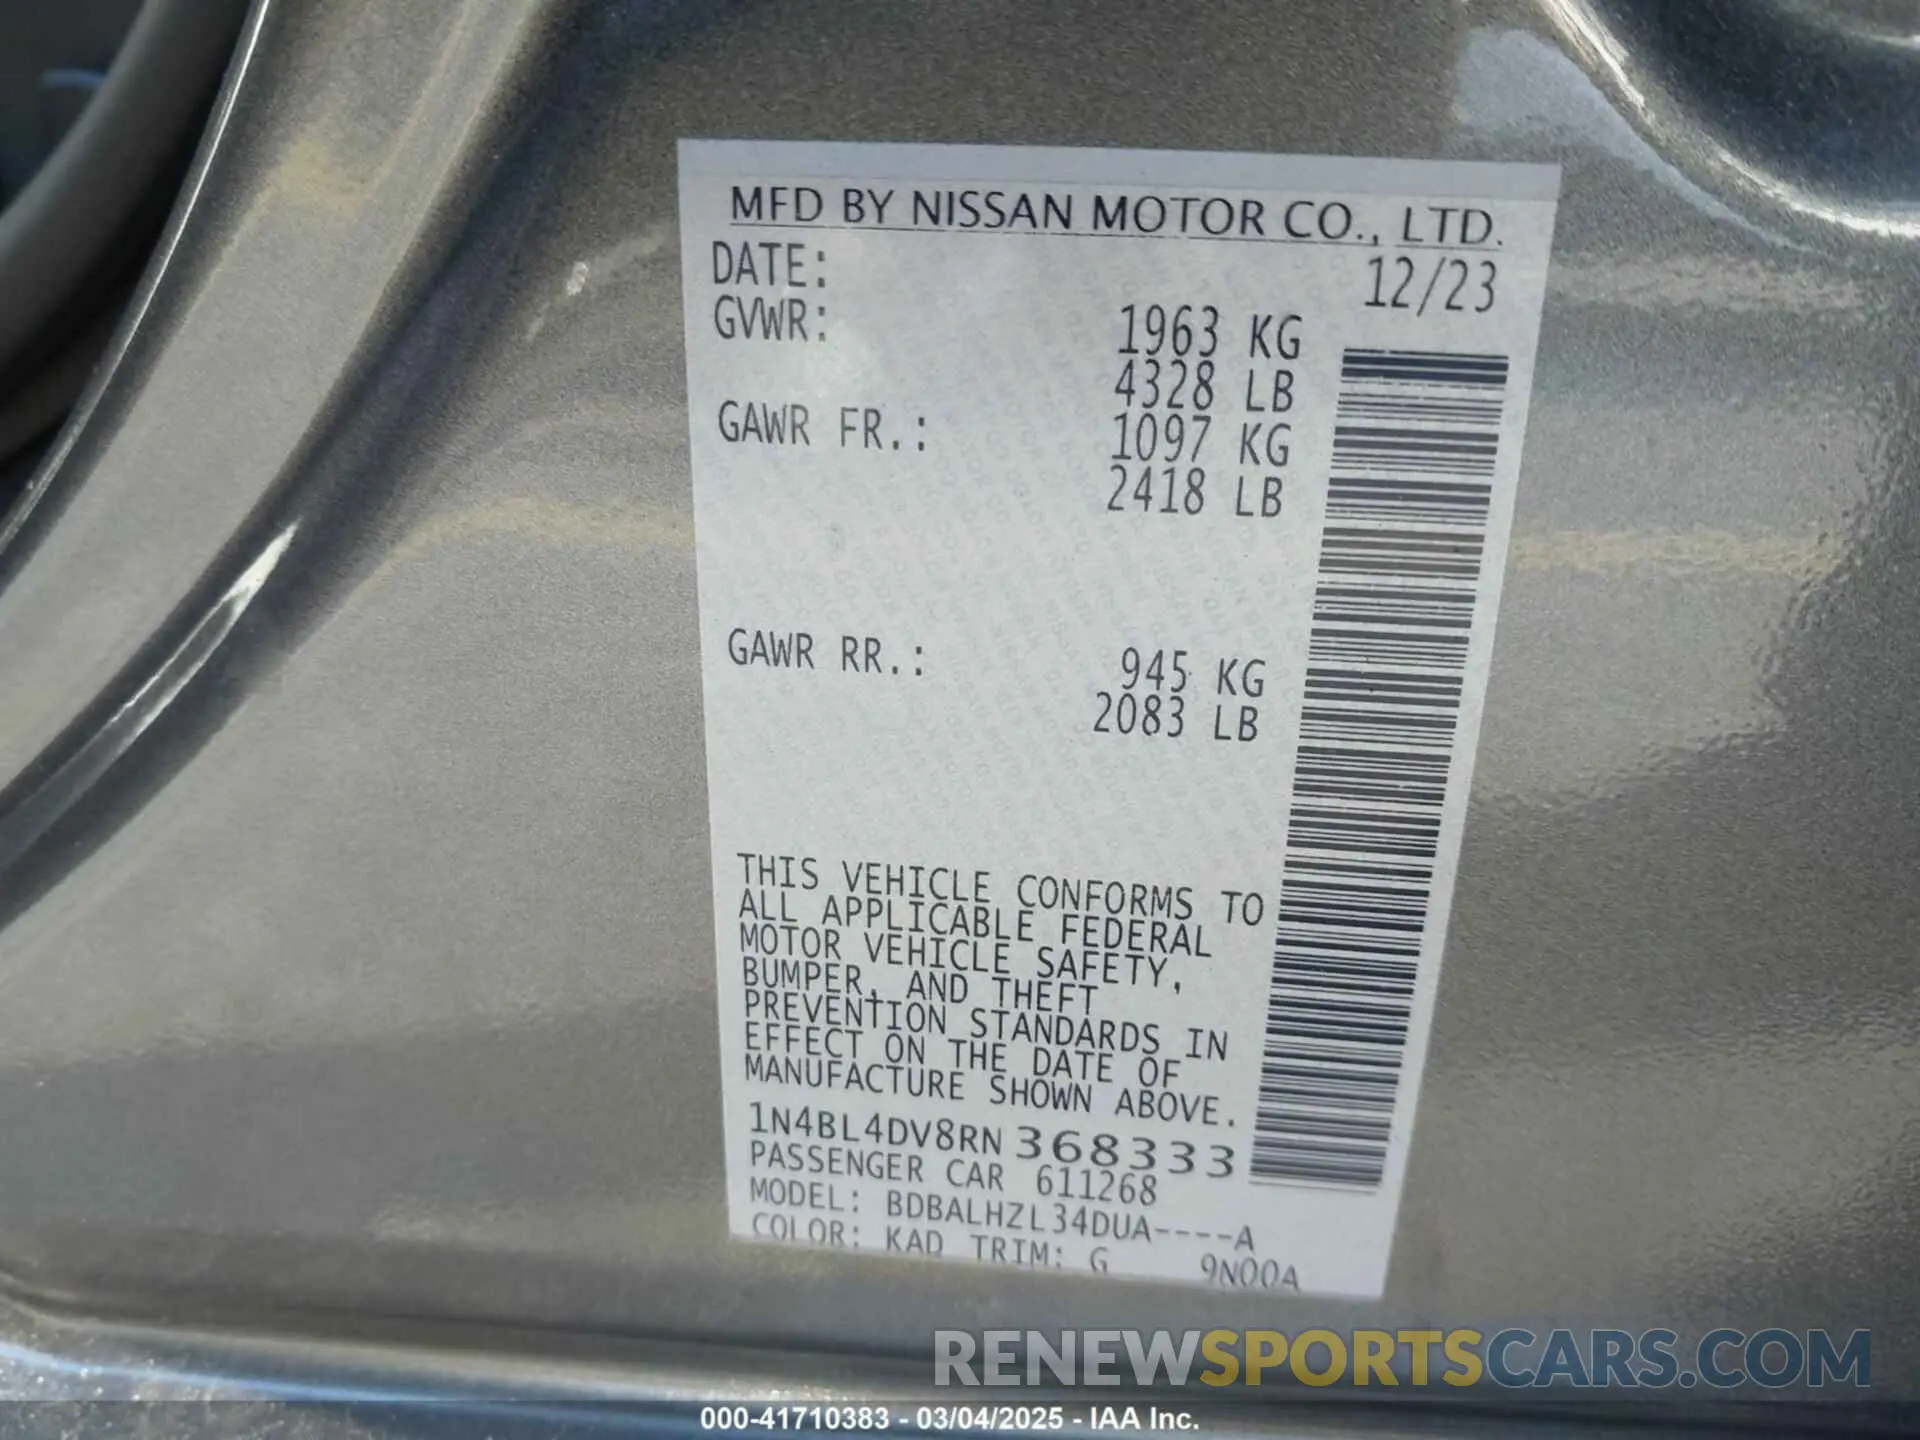 MFD BY NISSAN MOTOR CO., LTD.
DATE: 12/23
GVWR: 1963 KG
4328 LB
GAWR FR.: 1097 KG
2418 LB
GAWR RR.: 945 KG
2083 LB
THIS VEHICLE CONFORMS TO
ALL APPLICABLE FEDERAL
MOTOR VEHICLE SAFETY,
BUMPER, AND THEFT
PREVENTION STANDARDS IN
EFFECT ON THE DATE OF
MANUFACTURE SHOWN ABOVE.
1N4BL4DV8RN368333
PASSENGER CAR 611268
MODEL: BDBALHZL34DUA----A
COLOR: KAD TRIM: G 9N00A
RENEWSPORTSCARS.COM
000-41710383 - 03/04/2025 - IAA Inc.